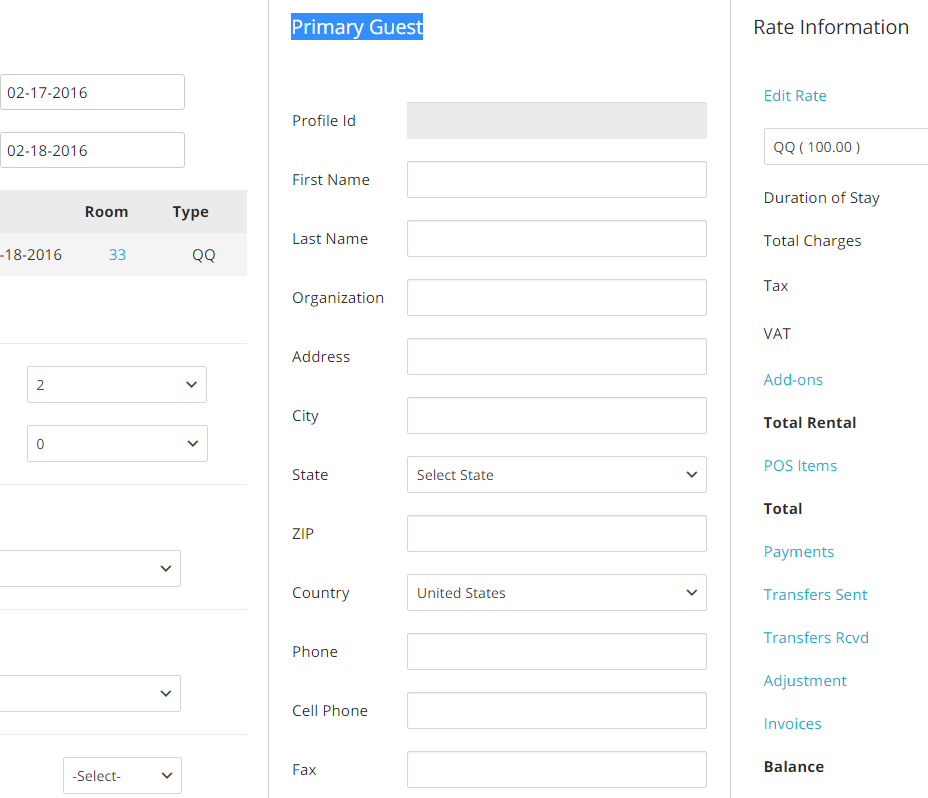 02-17-2016
02-18-2016
Room Type
-18-2016 33 QQ
2
0
-Select-
Primary Guest
Profile Id
First Name
Last Name
Organization
Address
City
State Select State
ZIP
Country United States
Phone
Cell Phone
Fax
Rate Information
Edit Rate
QQ ( 100.00 )
Duration of Stay
Total Charges
Tax
VAT
Add-ons
Total Rental
POS Items
Total
Payments
Transfers Sent
Transfers Rcvd
Adjustment
Invoices
Balance